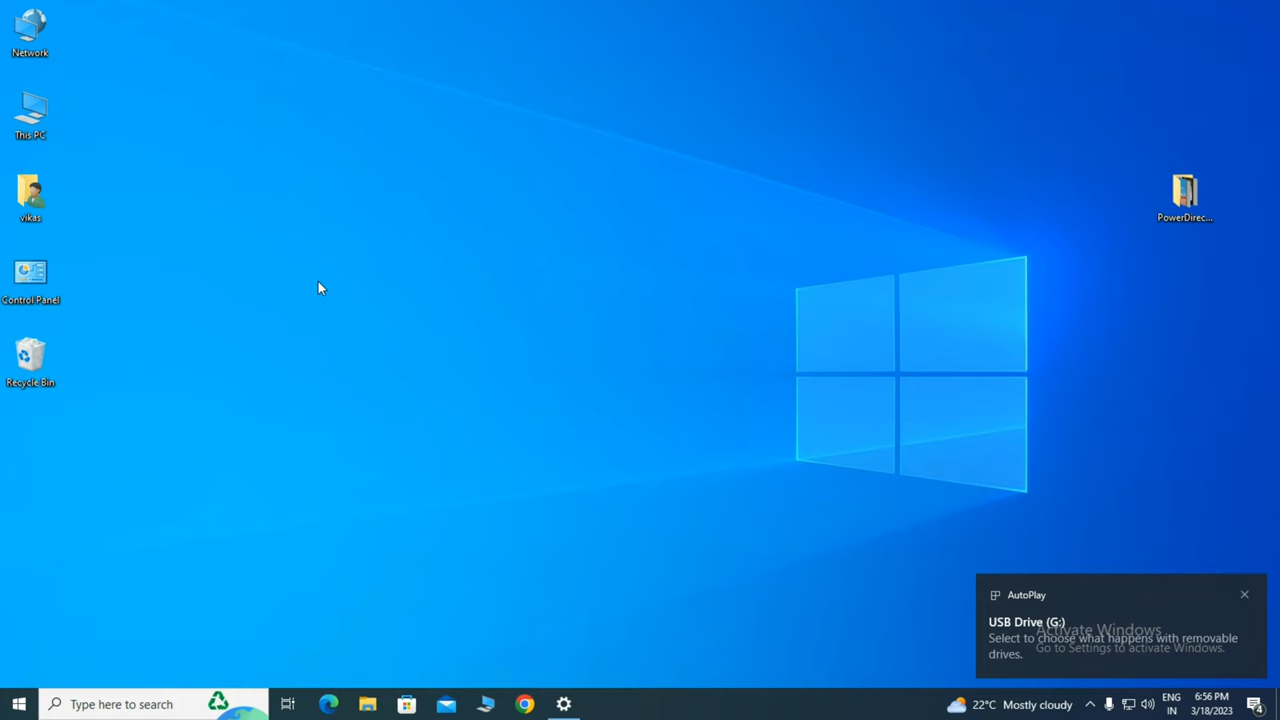 Network
This PC
vikas
Control Panel
Recycle Bin
PowerDirec...
AutoPlay
USB Drive (G:)
Select to choose what happens with removable
drives.
Activate Windows
Go to Settings to activate Windows.
Type here to search
22°C Mostly cloudy
ENG
IN
6:56 PM
3/18/2023
4